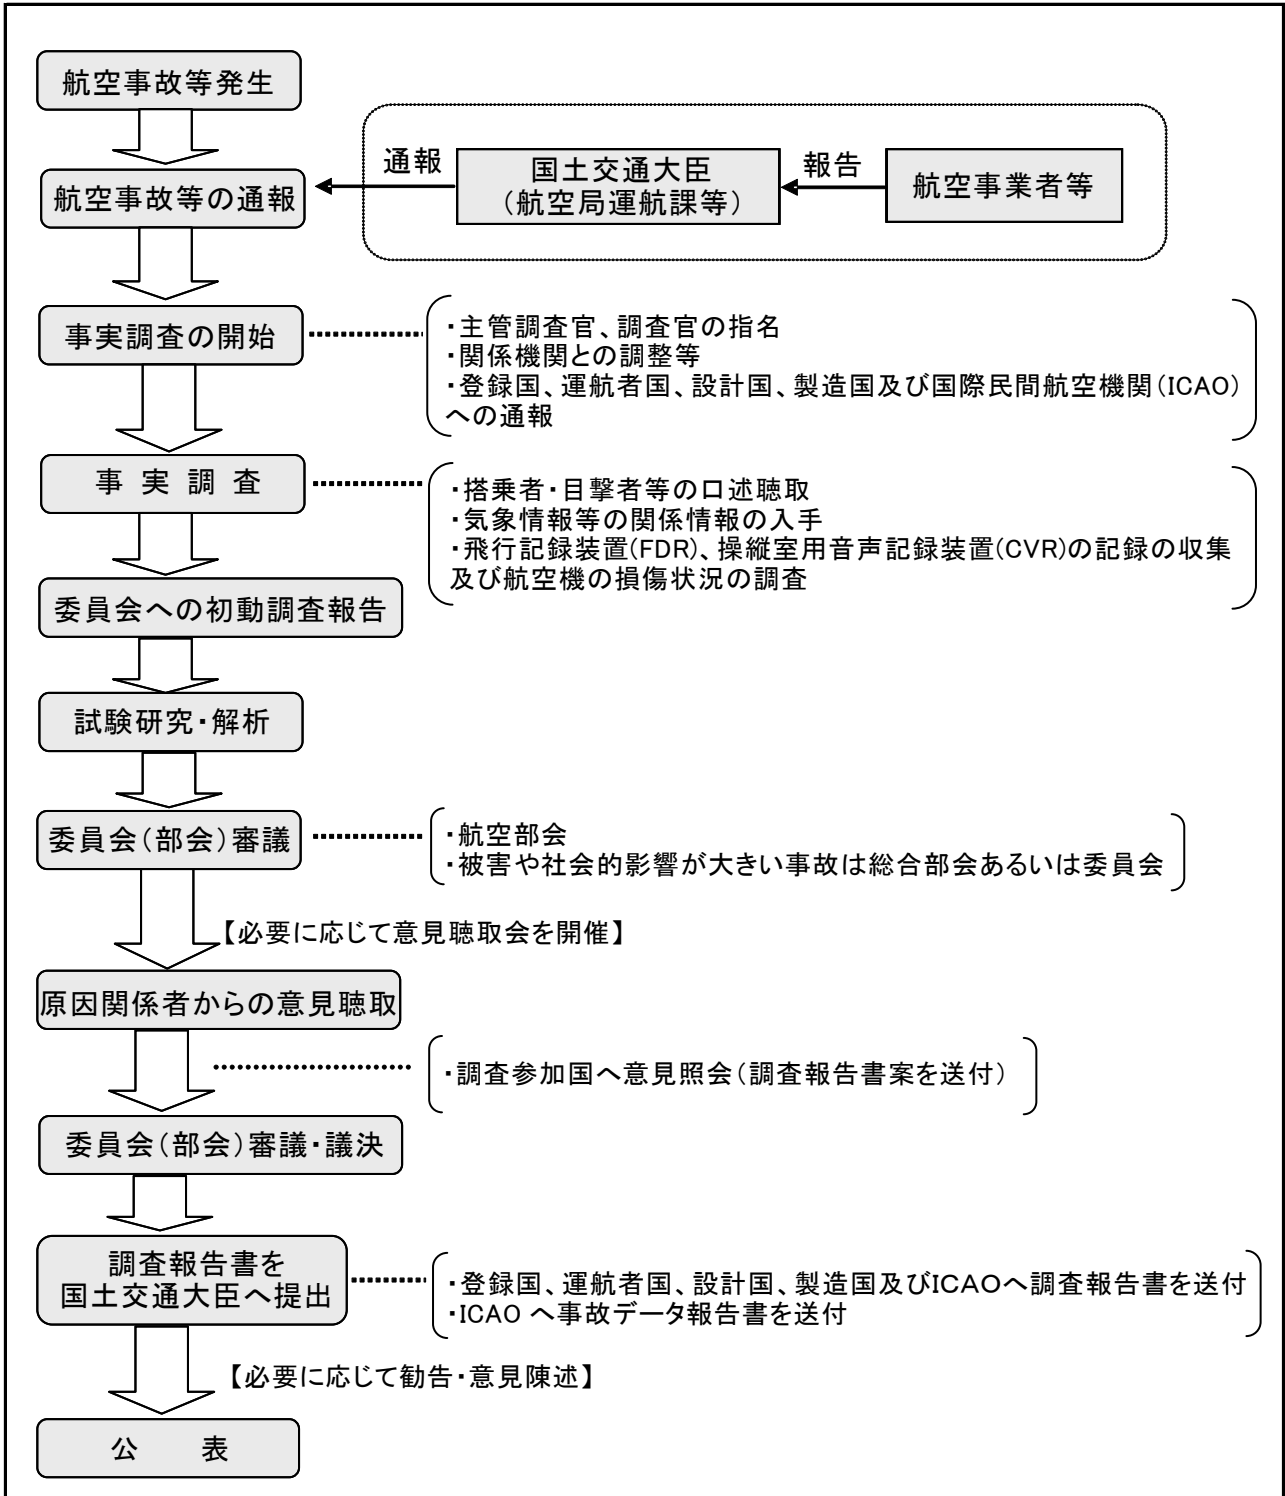 航空事故等発生
通報
国土交通大臣
（航空局運航課等）
報告
航空事業者等
航空事故等の通報
事実調査の開始
・主管調査官、調査官の指名
・関係機関との調整等
・登録国、運航者国、設計国、製造国及び国際民間航空機関（ICAO）
への通報
事　実　調　査
・搭乗者・目撃者等の口述聴取
・気象情報等の関係情報の入手
・飛行記録装置(FDR)、操縦室用音声記録装置(CVR)の記録の収集
及び航空機の損傷状況の調査
委員会への初動調査報告
試験研究・解析
委員会（部会）審議
・航空部会
・被害や社会的影響が大きい事故は総合部会あるいは委員会
【必要に応じて意見聴取会を開催】
原因関係者からの意見聴取
・調査参加国へ意見照会（調査報告書案を送付）
委員会（部会）審議・議決
調査報告書を
国土交通大臣へ提出
・登録国、運航者国、設計国、製造国及びICAOへ調査報告書を送付
・ICAO へ事故データ報告書を送付
【必要に応じて勧告・意見陳述】
公　　表